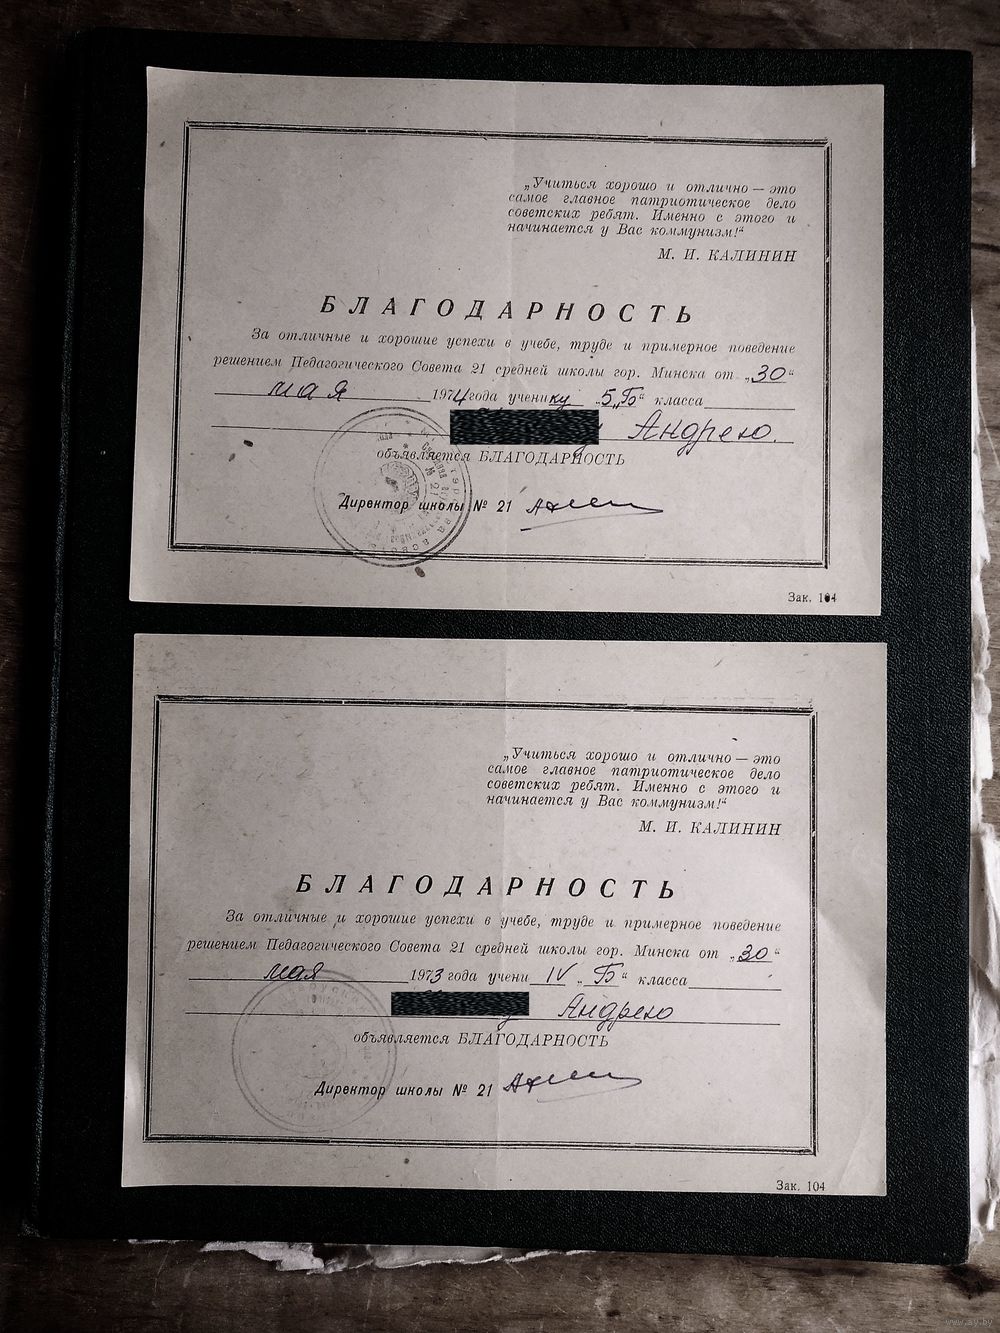 „Учиться хорошо и отлично — это
самое главное патриотическое дело
советских ребят. Именно с этого и
начинается у Вас коммунизм!“
М. И. КАЛИНИН
БЛАГОДАРНОСТЬ
За отличные и хорошие успехи в учебе, труде и примерное поведение
решением Педагогического Совета 21 средней школы гор. Минска от „30“
мая 1974 года ученику 5 „Б“ класса
Андрею.
объявляется БЛАГОДАРНОСТЬ
Директор школы № 21
Зак. 104
„Учиться хорошо и отлично — это
самое главное патриотическое дело
советских ребят. Именно с этого и
начинается у Вас коммунизм!“
М. И. КАЛИНИН
БЛАГОДАРНОСТЬ
За отличные и хорошие успехи в учебе, труде и примерное поведение
решением Педагогического Совета 21 средней школы гор. Минска от „30“
мая 1973 года учени IV „Б“ класса
Андрею
объявляется БЛАГОДАРНОСТЬ
Директор школы № 21
Зак. 104
www.ay.by